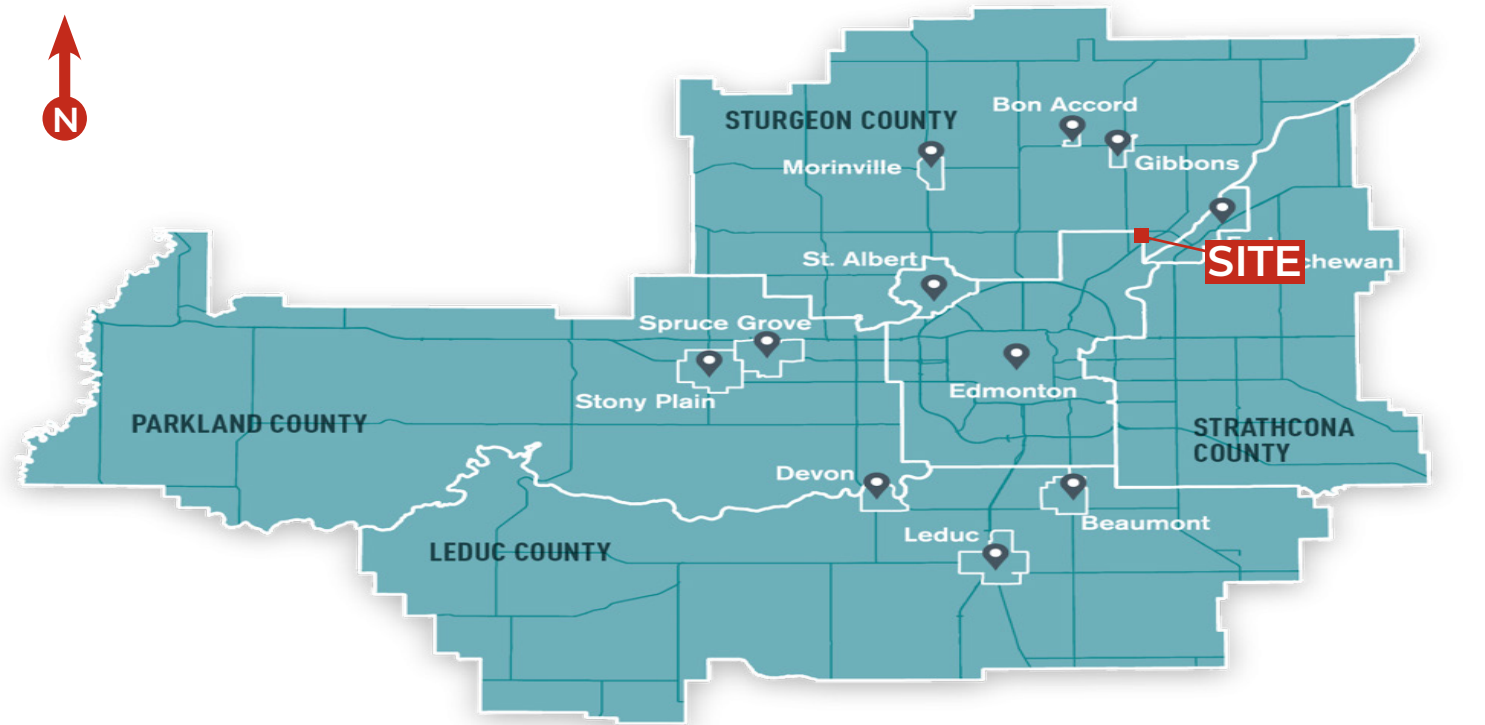 N
Bon Accord
STURGEON COUNTY
Morinville
Gibbons
St. Albert
SITE
chewan
Spruce Grove
Stony Plain
Edmonton
PARKLAND COUNTY
STRATHCONA
COUNTY
Devon
Beaumont
Leduc
LEDUC COUNTY